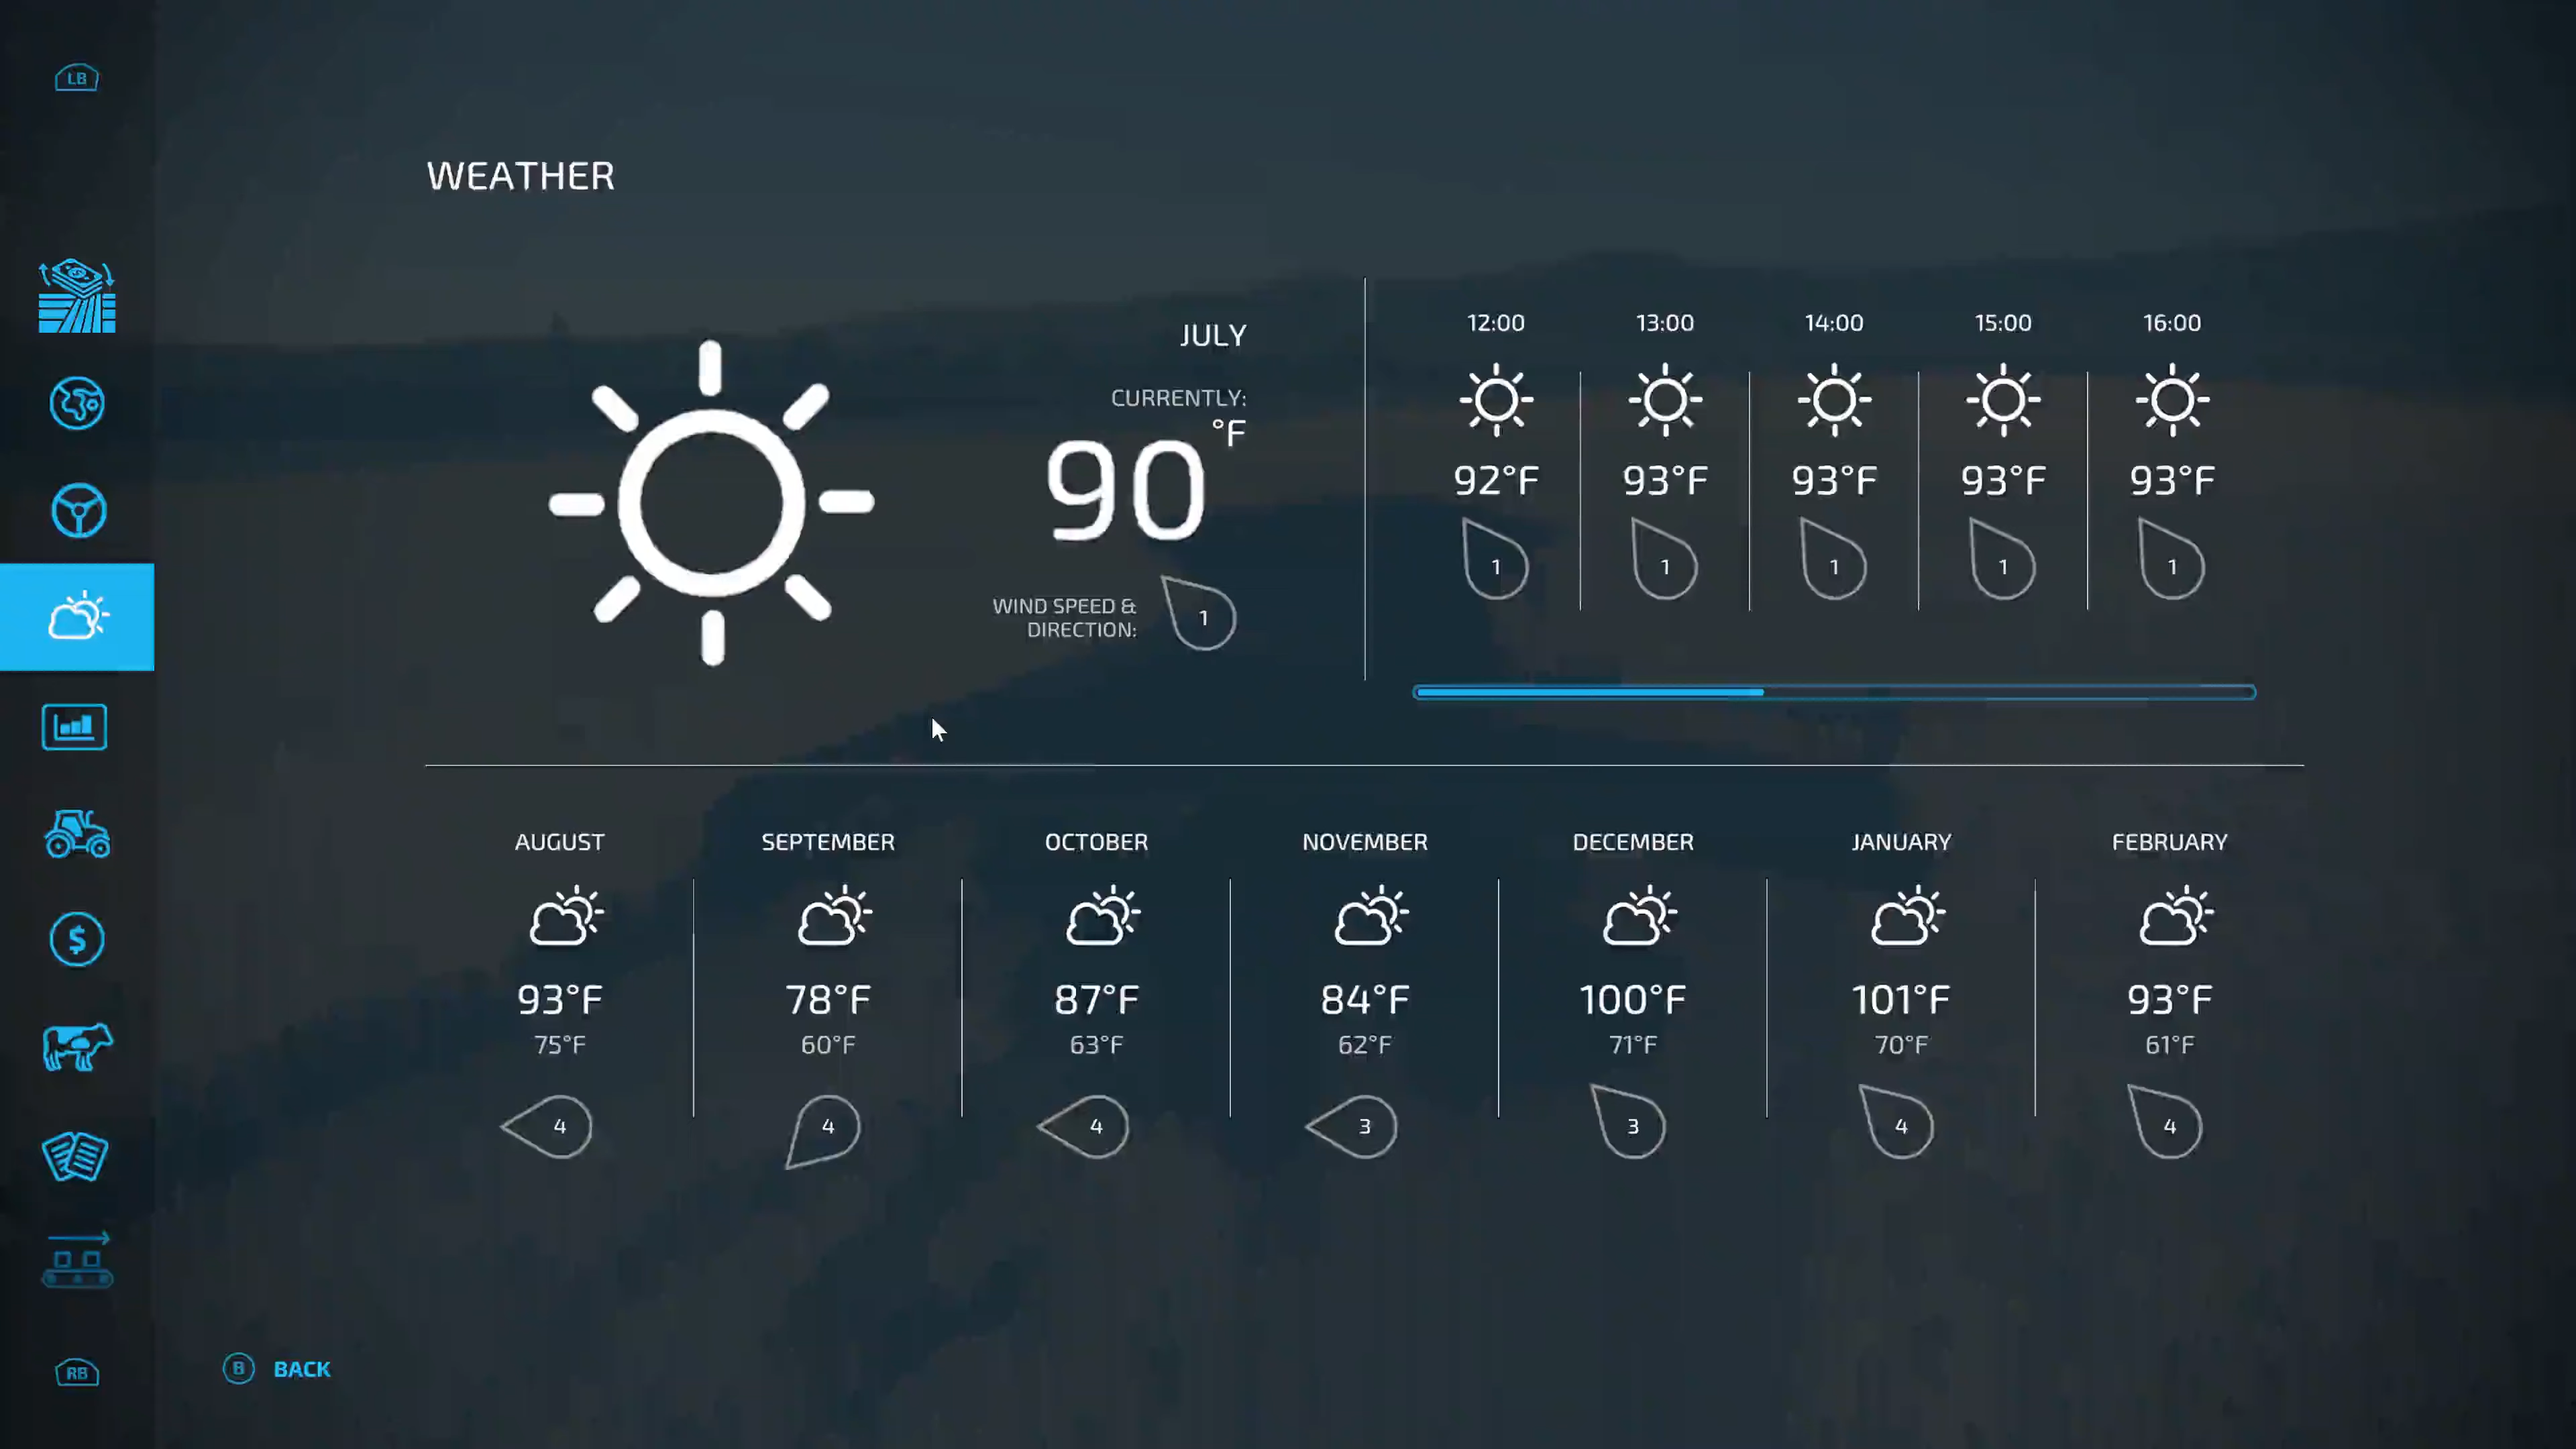 LB
WEATHER
JULY
CURRENTLY:
90 °F
WIND SPEED &
DIRECTION:
1
12:00 13:00 14:00 15:00 16:00
92°F 93°F 93°F 93°F 93°F
1 1 1 1 1
AUGUST SEPTEMBER OCTOBER NOVEMBER DECEMBER JANUARY FEBRUARY
93°F 78°F 87°F 84°F 100°F 101°F 93°F
75°F 60°F 63°F 62°F 71°F 70°F 61°F
4 4 4 3 3 4 4
$
RB
B BACK